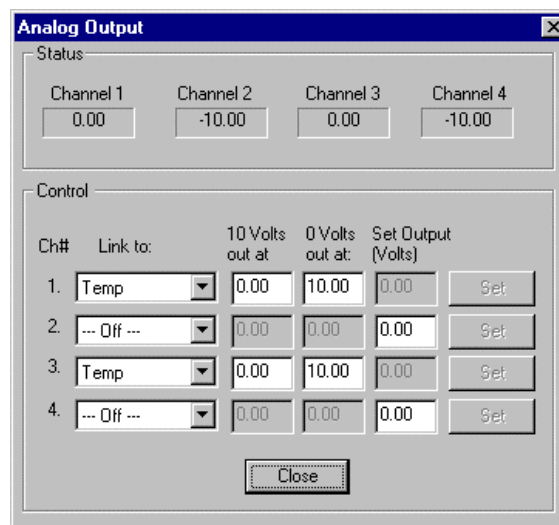 Analog Output
Status
Channel 1 Channel 2 Channel 3 Channel 4
0.00 -10.00 0.00 -10.00
Control
10 Volts 0 Volts Set Output
Ch# Link to: out at out at: (Volts)
1. Temp 0.00 10.00 0.00 Set
2. --- Off --- 0.00 0.00 0.00 Set
3. Temp 0.00 10.00 0.00 Set
4. --- Off --- 0.00 0.00 0.00 Set
Close